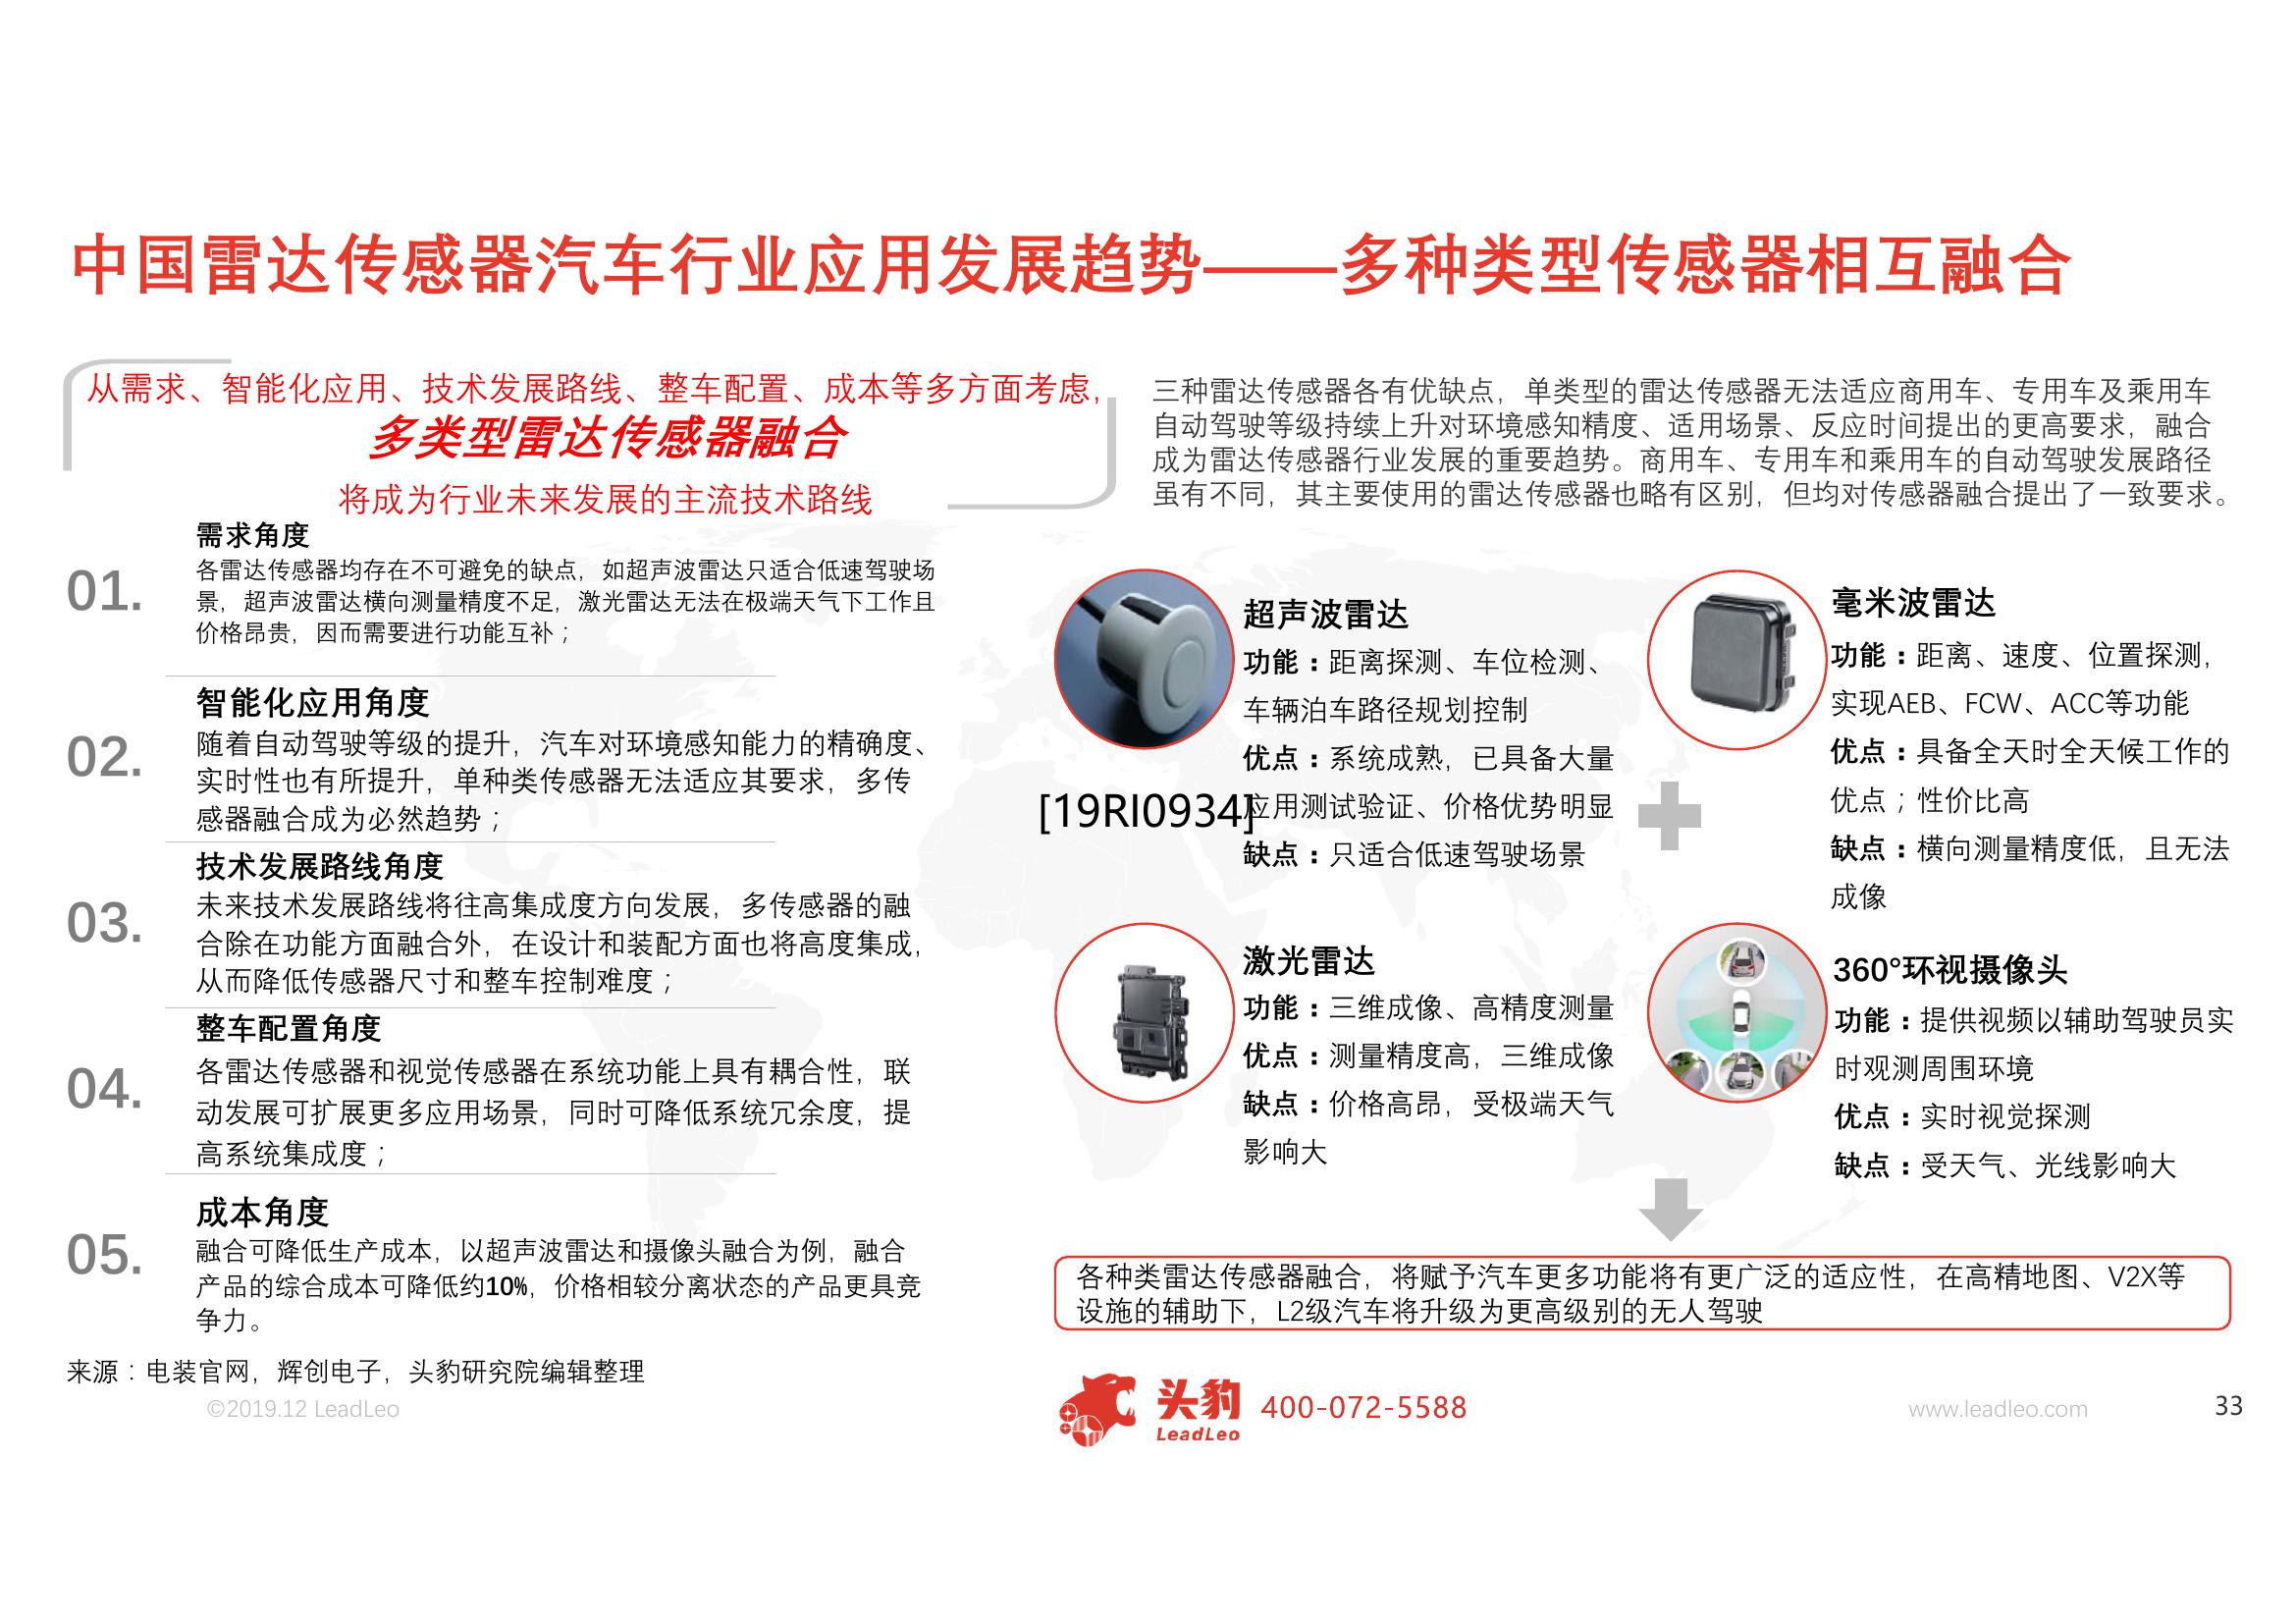 中国雷达传感器汽车行业应用发展趋势——多种类型传感器相互融合
从需求、智能化应用、技术发展路线、整车配置、成本等多方面考虑,
多类型雷达传感器融合
将成为行业未来发展的主流技术路线
01.
需求角度
各雷达传感器均存在不可避免的缺点，如超声波雷达只适合低速驾驶场
景，超声波雷达横向测量精度不足，激光雷达无法在极端天气下工作且
价格昂贵，因而需要进行功能互补；
02.
智能化应用角度
随着自动驾驶等级的提升，汽车对环境感知能力的精确度、
实时性也有所提升，单种类传感器无法适应其要求，多传
感器融合成为必然趋势；
03.
技术发展路线角度
未来技术发展路线将往高集成度方向发展，多传感器的融
合除在功能方面融合外，在设计和装配方面也将高度集成，
从而降低传感器尺寸和整车控制难度；
04.
整车配置角度
各雷达传感器和视觉传感器在系统功能上具有耦合性，联
动发展可扩展更多应用场景，同时可降低系统冗余度，提
高系统集成度；
05.
成本角度
融合可降低生产成本，以超声波雷达和摄像头融合为例，融合
产品的综合成本可降低约10%，价格相较分离状态的产品更具竞
争力。
三种雷达传感器各有优缺点，单类型的雷达传感器无法适应商用车、专用车及乘用车
自动驾驶等级持续上升对环境感知精度、适用场景、反应时间提出的更高要求，融合
成为雷达传感器行业发展的重要趋势。商用车、专用车和乘用车的自动驾驶发展路径
虽有不同，其主要使用的雷达传感器也略有区别，但均对传感器融合提出了一致要求。
超声波雷达
功能：距离探测、车位检测、
车辆泊车路径规划控制
优点：系统成熟，已具备大量
[19RI0934]
应用测试验证、价格优势明显
缺点：只适合低速驾驶场景
毫米波雷达
功能：距离、速度、位置探测，
实现AEB、FCW、ACC等功能
优点：具备全天时全天候工作的
优点；性价比高
缺点：横向测量精度低，且无法
成像
激光雷达
功能：三维成像、高精度测量
优点：测量精度高，三维成像
缺点：价格高昂，受极端天气
影响大
360°环视摄像头
功能：提供视频以辅助驾驶员实
时观测周围环境
优点：实时视觉探测
缺点：受天气、光线影响大
各种类雷达传感器融合，将赋予汽车更多功能将有更广泛的适应性，在高精地图、V2X等
设施的辅助下，L2级汽车将升级为更高级别的无人驾驶
来源：电装官网，辉创电子，头豹研究院编辑整理
©2019.12 LeadLeo
头豹
LeadLeo
400-072-5588
www.leadleo.com
33